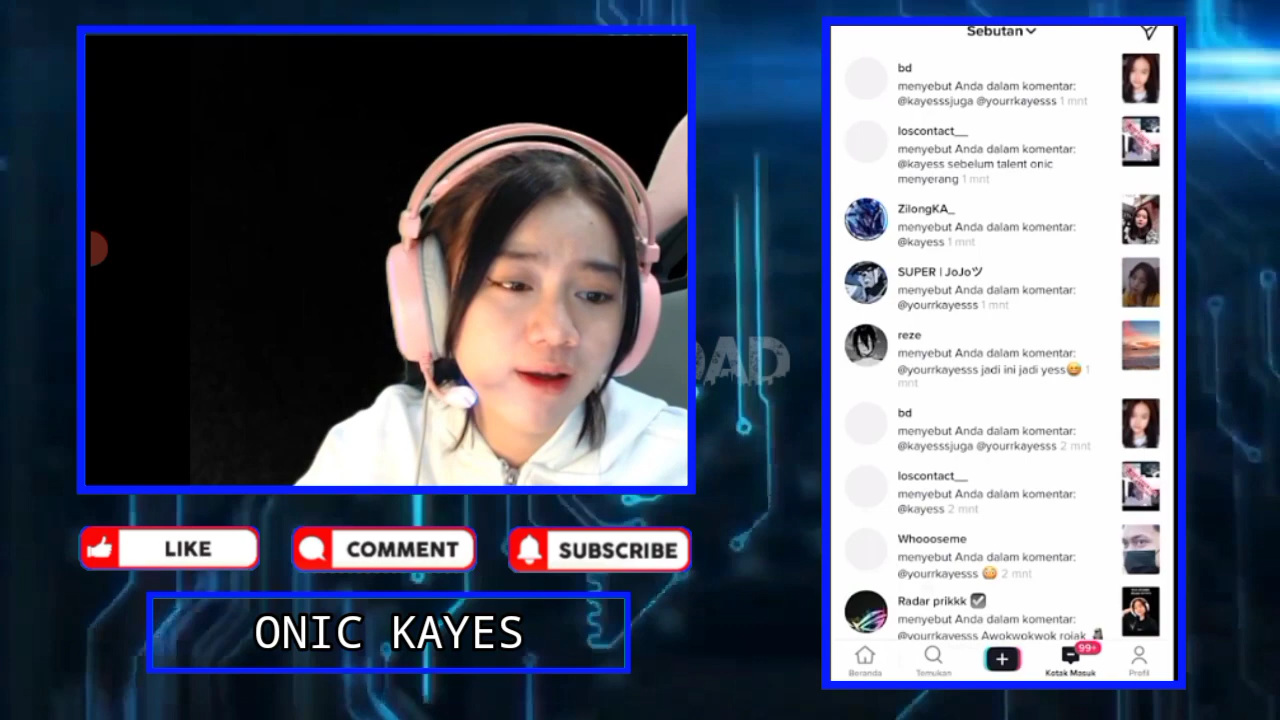 LIKE
COMMENT
SUBSCRIBE
ONIC KAYES
Sebutan
bd
menyebut Anda dalam komentar:
@kayesssjuga @yourrkayesss 1 mnt
loscontact__
menyebut Anda dalam komentar:
@kayess sebelum talent onic
menyerang 1 mnt
ZilongKA_
menyebut Anda dalam komentar:
@kayess 1 mnt
SUPER | JoJoツ
menyebut Anda dalam komentar:
@yourrkayesss 1 mnt
reze
menyebut Anda dalam komentar:
@yourrkayesss jadi ini jadi yess😄 1
mnt
bd
menyebut Anda dalam komentar:
@kayesssjuga @yourrkayesss 2 mnt
loscontact__
menyebut Anda dalam komentar:
@kayess 2 mnt
Whoooseme
menyebut Anda dalam komentar:
@yourrkayesss 😳 2 mnt
Radar prikkk ☑
menyebut Anda dalam komentar:
@yourrkayesss Awokwokwok rojak 🗿
99+
Beranda
Temukan
Kotak Masuk
Profil